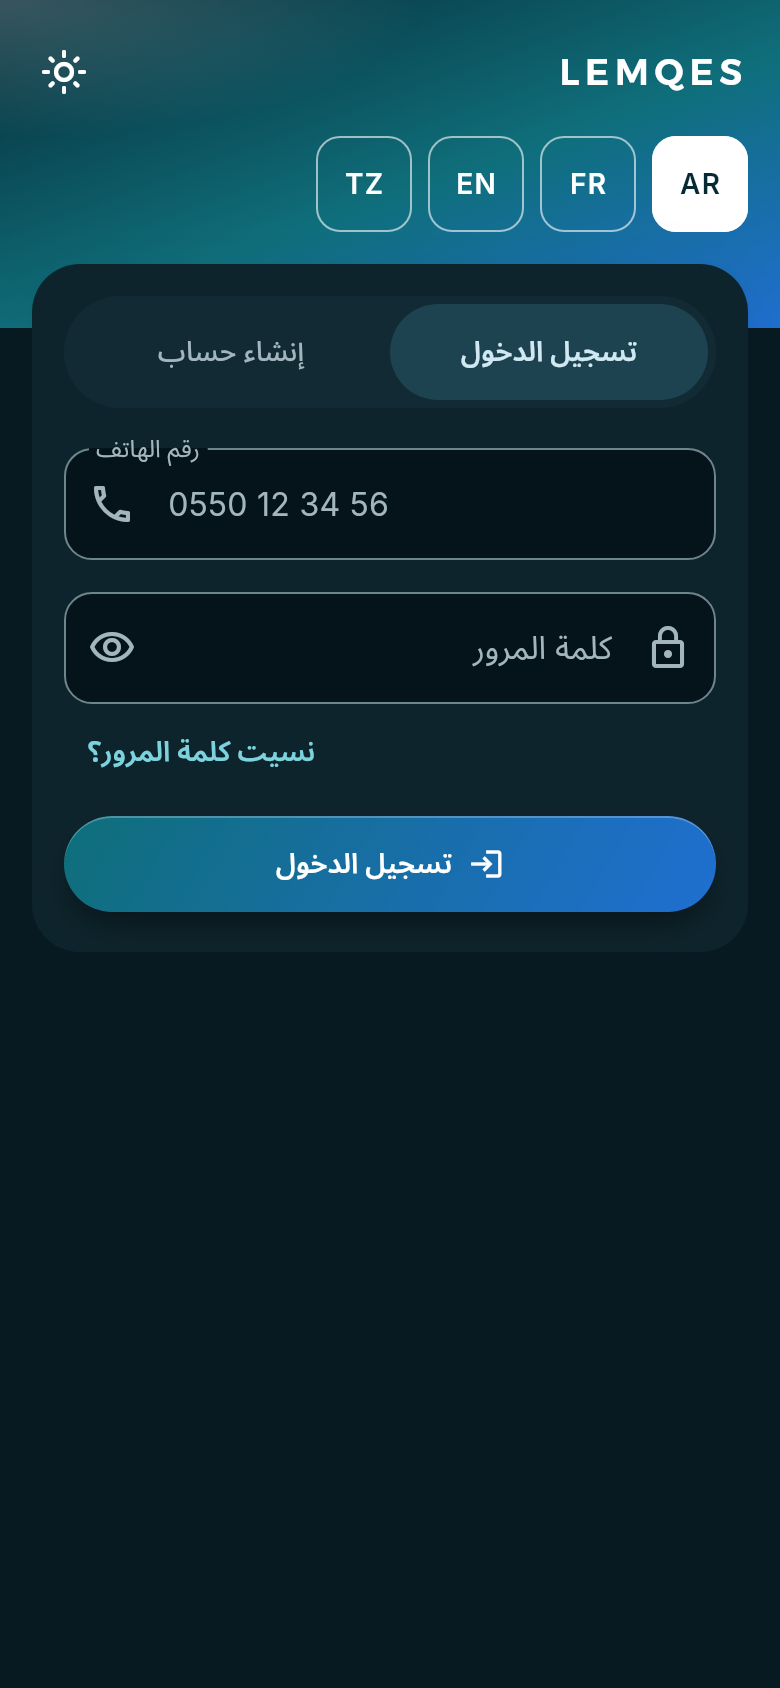 LEMQES
AR FR EN TZ
تسجيل الدخول
إنشاء حساب
رقم الهاتف
0550 12 34 56
كلمة المرور
نسيت كلمة المرور؟
تسجيل الدخول